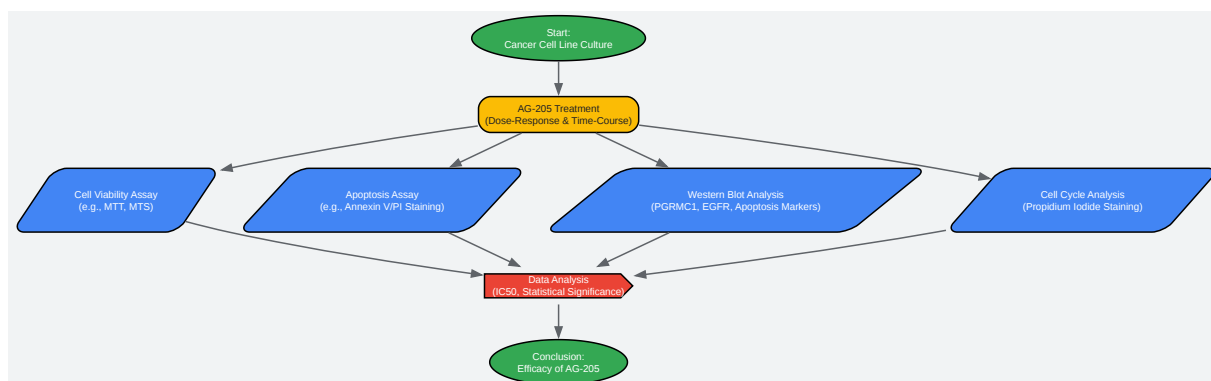 Start:
Cancer Cell Line Culture
AG-205 Treatment
(Dose-Response & Time-Course)
Cell Viability Assay
(e.g., MTT, MTS)
Apoptosis Assay
(e.g., Annexin V/PI Staining)
Western Blot Analysis
(PGRMC1, EGFR, Apoptosis Markers)
Cell Cycle Analysis
(Propidium Iodide Staining)
Data Analysis
(IC50, Statistical Significance)
Conclusion:
Efficacy of AG-205